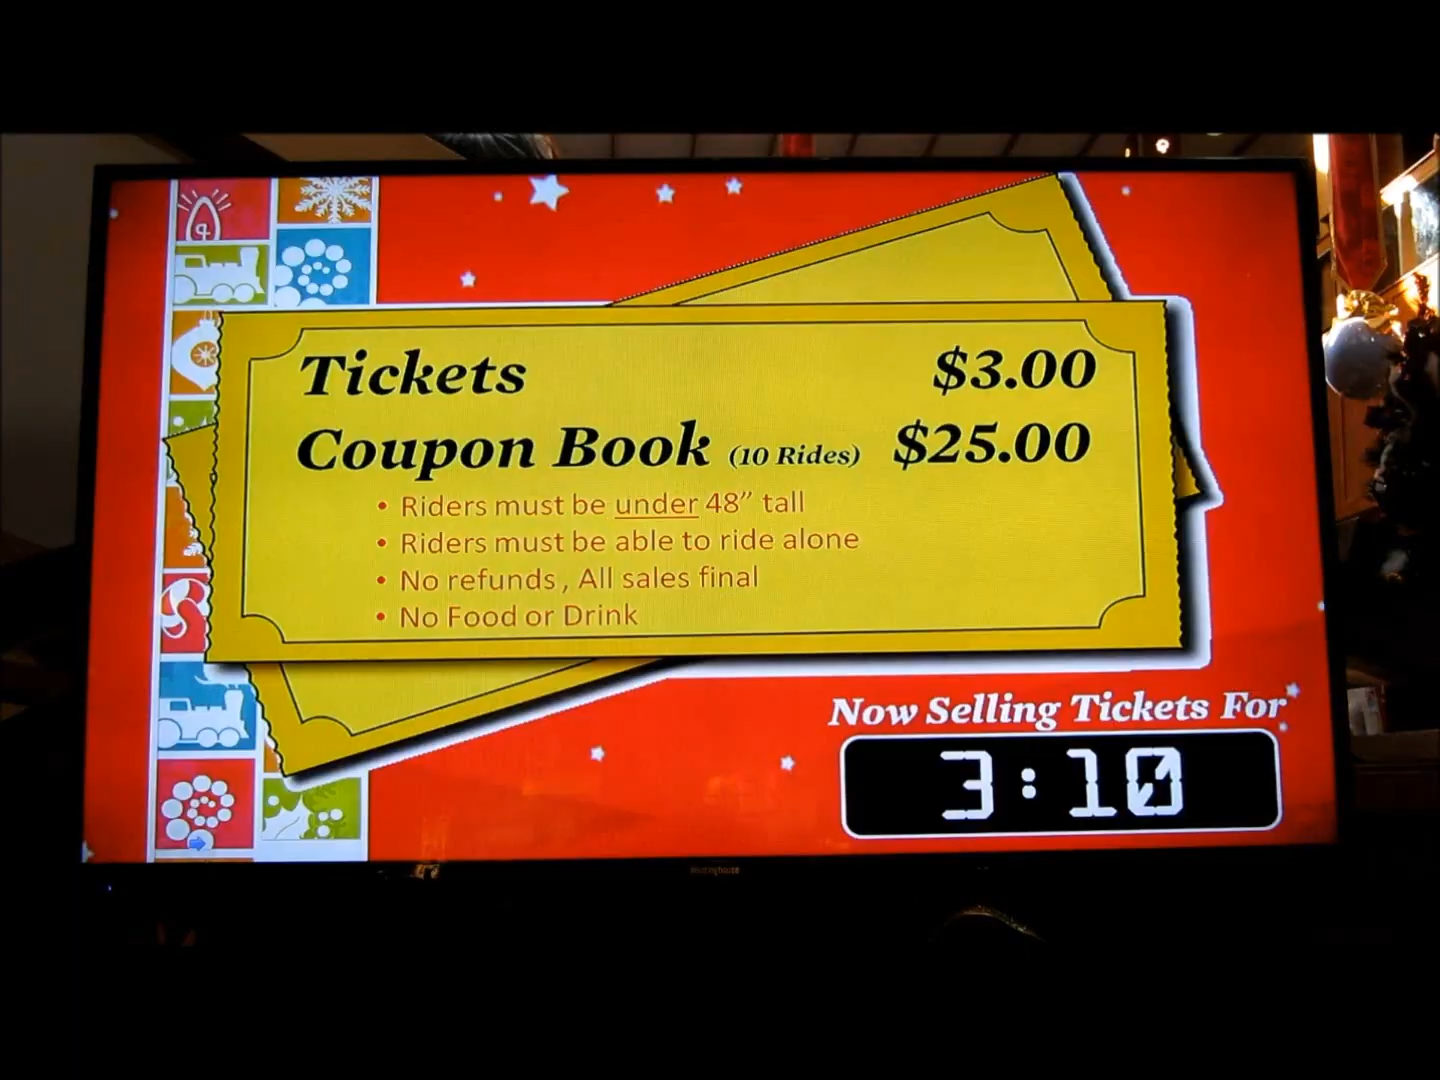 Tickets $3.00
Coupon Book (10 Rides) $25.00
• Riders must be under 48” tall
• Riders must be able to ride alone
• No refunds, All sales final
• No Food or Drink
Now Selling Tickets For
3:10
Westinghouse